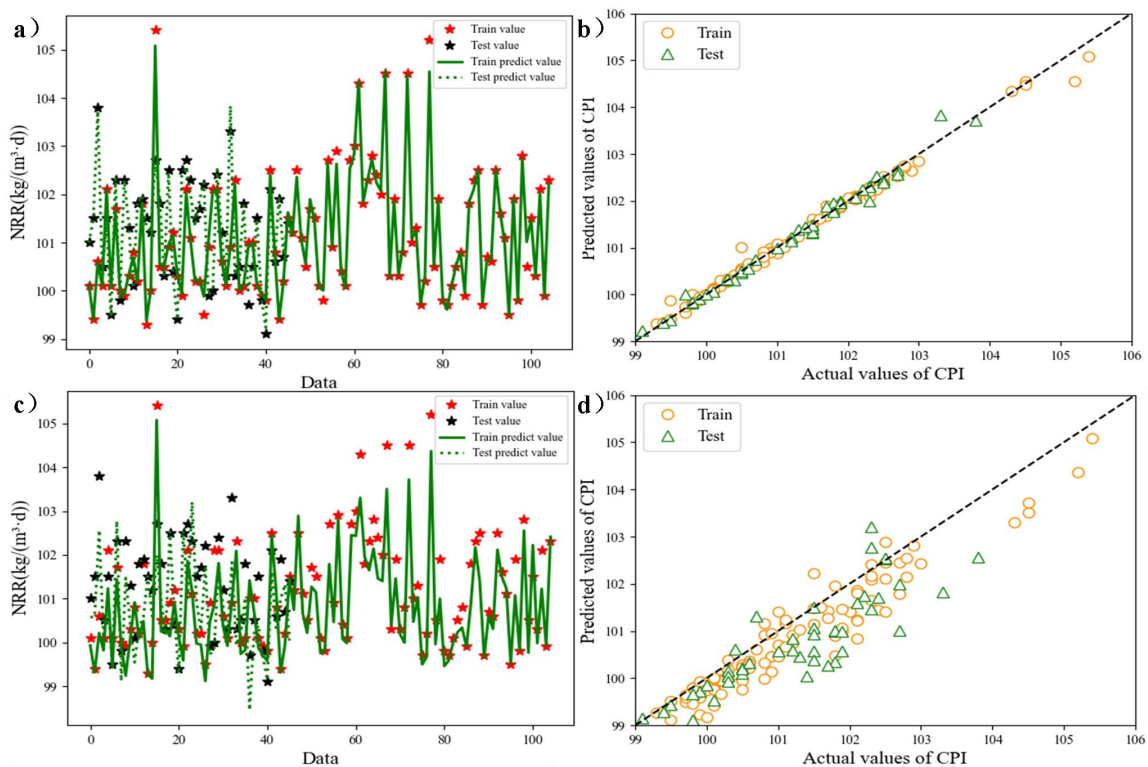 a)
Train value
Test value
Train predict value
Test predict value
NRR(kg/(m³·d))
105
104
103
102
101
100
99
0 20 40 60 80 100
Data
b)
Train
Test
Predicted values of CPI
106
105
104
103
102
101
100
99
99 100 101 102 103 104 105 106
Actual values of CPI
c)
Train value
Test value
Train predict value
Test predict value
NRR(kg/(m³·d))
105
104
103
102
101
100
99
0 20 40 60 80 100
Data
d)
Train
Test
Predicted values of CPI
106
105
104
103
102
101
100
99
99 100 101 102 103 104 105 106
Actual values of CPI